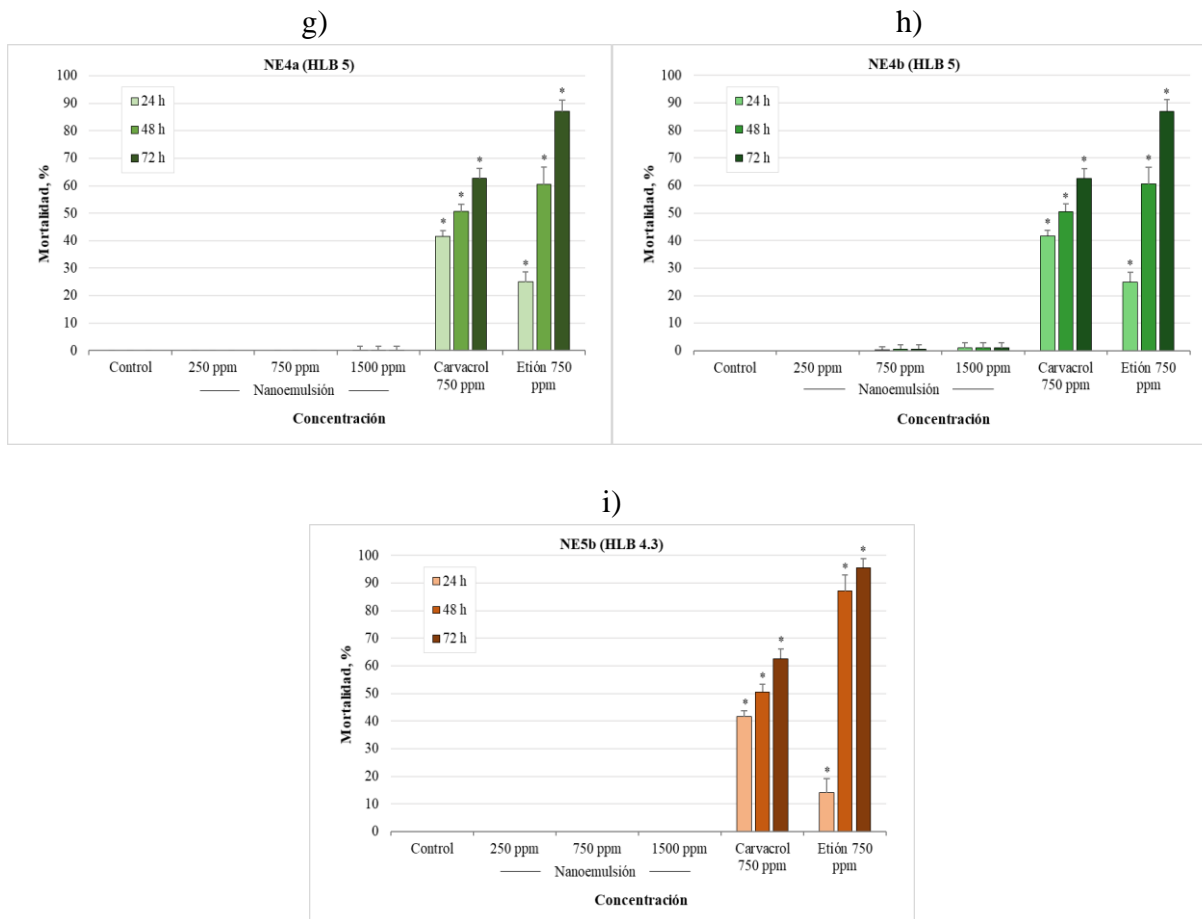 g)
NE4a (HLB 5)
100
90
80
70
60
50
40
30
20
10
0
Mortalidad, %
24 h
48 h
72 h
*
*
*
*
*
*
Control
250 ppm
750 ppm
1500 ppm
Carvacrol
750 ppm
Etión 750
ppm
Nanoemulsión
Concentración
h)
NE4b (HLB 5)
100
90
80
70
60
50
40
30
20
10
0
Mortalidad, %
24 h
48 h
72 h
*
*
*
*
*
*
Control
250 ppm
750 ppm
1500 ppm
Carvacrol
750 ppm
Etión 750
ppm
Nanoemulsión
Concentración
i)
NE5b (HLB 4.3)
100
90
80
70
60
50
40
30
20
10
0
Mortalidad, %
24 h
48 h
72 h
*
*
*
*
*
*
Control
250 ppm
750 ppm
1500 ppm
Carvacrol
750 ppm
Etión 750
ppm
Nanoemulsión
Concentración